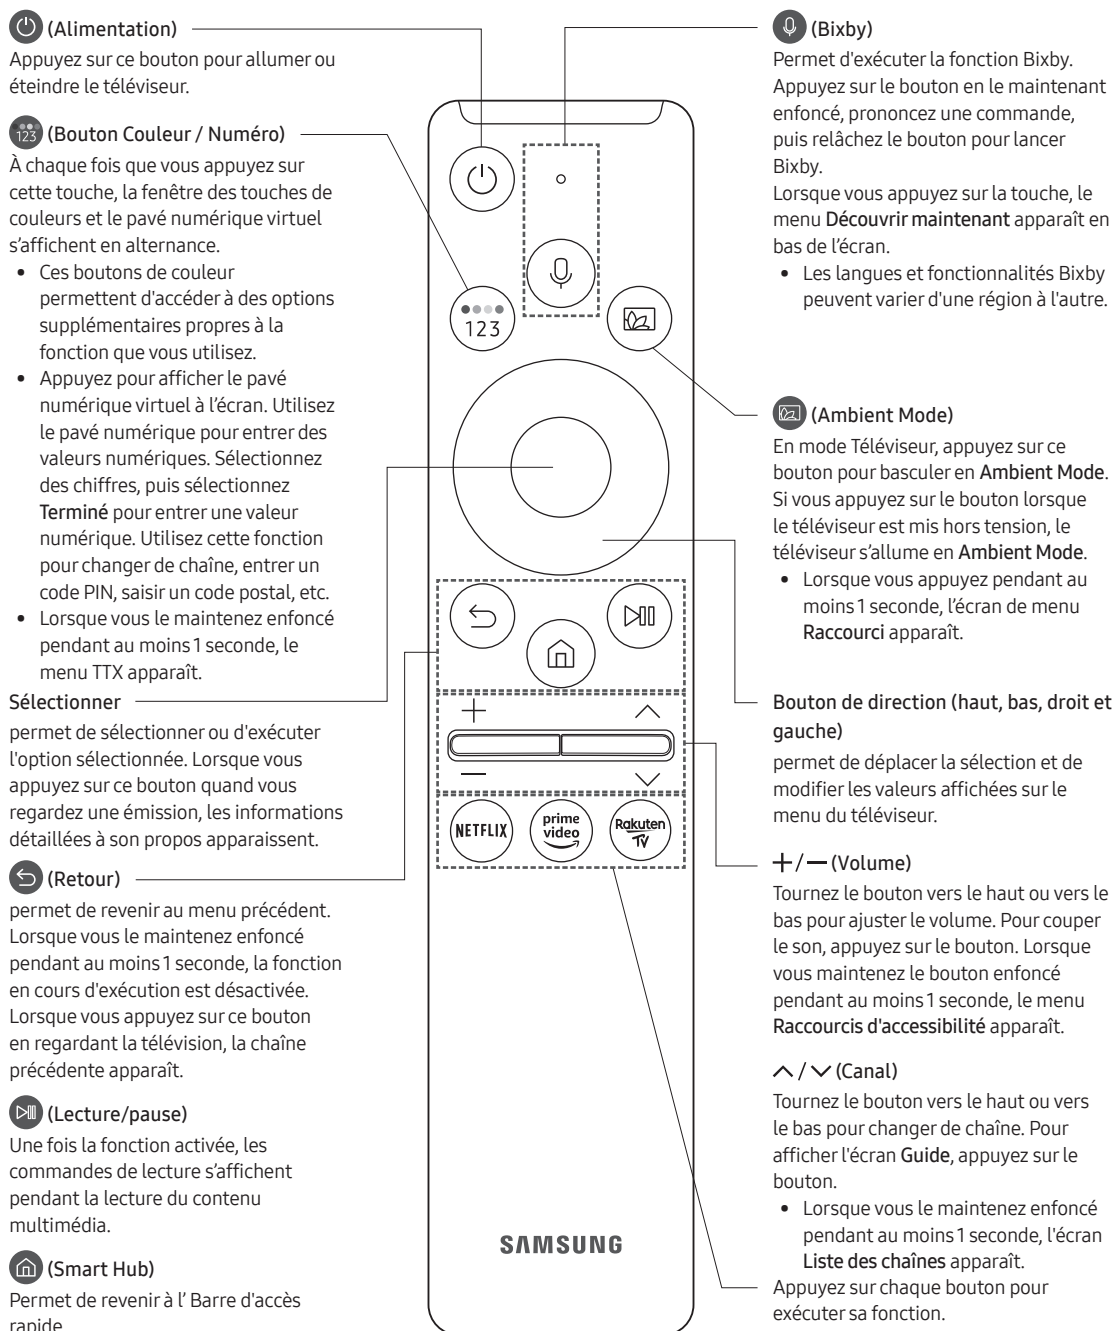 (Alimentation)
Appuyez sur ce bouton pour allumer ou
éteindre le téléviseur.
123 (Bouton Couleur / Numéro)
À chaque fois que vous appuyez sur
cette touche, la fenêtre des touches de
couleurs et le pavé numérique virtuel
s’affichent en alternance.
• Ces boutons de couleur
permettent d'accéder à des options
supplémentaires propres à la
fonction que vous utilisez.
• Appuyez pour afficher le pavé
numérique virtuel à l’écran. Utilisez
le pavé numérique pour entrer des
valeurs numériques. Sélectionnez
des chiffres, puis sélectionnez
Terminé pour entrer une valeur
numérique. Utilisez cette fonction
pour changer de chaîne, entrer un
code PIN, saisir un code postal, etc.
• Lorsque vous le maintenez enfoncé
pendant au moins 1 seconde, le
menu TTX apparaît.
Sélectionner
permet de sélectionner ou d'exécuter
l'option sélectionnée. Lorsque vous
appuyez sur ce bouton quand vous
regardez une émission, les informations
détaillées à son propos apparaissent.
(Retour)
permet de revenir au menu précédent.
Lorsque vous le maintenez enfoncé
pendant au moins 1 seconde, la fonction
en cours d'exécution est désactivée.
Lorsque vous appuyez sur ce bouton
en regardant la télévision, la chaîne
précédente apparaît.
(Lecture/pause)
Une fois la fonction activée, les
commandes de lecture s’affichent
pendant la lecture du contenu
multimédia.
(Smart Hub)
Permet de revenir à l’ Barre d'accès
rapide
123
+
—
NETFLIX
prime
video
Rakuten
TV
SAMSUNG
(Bixby)
Permet d'exécuter la fonction Bixby.
Appuyez sur le bouton en le maintenant
enfoncé, prononcez une commande,
puis relâchez le bouton pour lancer
Bixby.
Lorsque vous appuyez sur la touche, le
menu Découvrir maintenant apparaît en
bas de l’écran.
• Les langues et fonctionnalités Bixby
peuvent varier d'une région à l'autre.
(Ambient Mode)
En mode Téléviseur, appuyez sur ce
bouton pour basculer en Ambient Mode.
Si vous appuyez sur le bouton lorsque
le téléviseur est mis hors tension, le
téléviseur s’allume en Ambient Mode.
• Lorsque vous appuyez pendant au
moins 1 seconde, l’écran de menu
Raccourci apparaît.
Bouton de direction (haut, bas, droit et
gauche)
permet de déplacer la sélection et de
modifier les valeurs affichées sur le
menu du téléviseur.
+ / — (Volume)
Tournez le bouton vers le haut ou vers le
bas pour ajuster le volume. Pour couper
le son, appuyez sur le bouton. Lorsque
vous maintenez le bouton enfoncé
pendant au moins 1 seconde, le menu
Raccourcis d'accessibilité apparaît.
/ (Canal)
Tournez le bouton vers le haut ou vers
le bas pour changer de chaîne. Pour
afficher l'écran Guide, appuyez sur le
bouton.
• Lorsque vous le maintenez enfoncé
pendant au moins 1 seconde, l'écran
Liste des chaînes apparaît.
Appuyez sur chaque bouton pour
exécuter sa fonction.